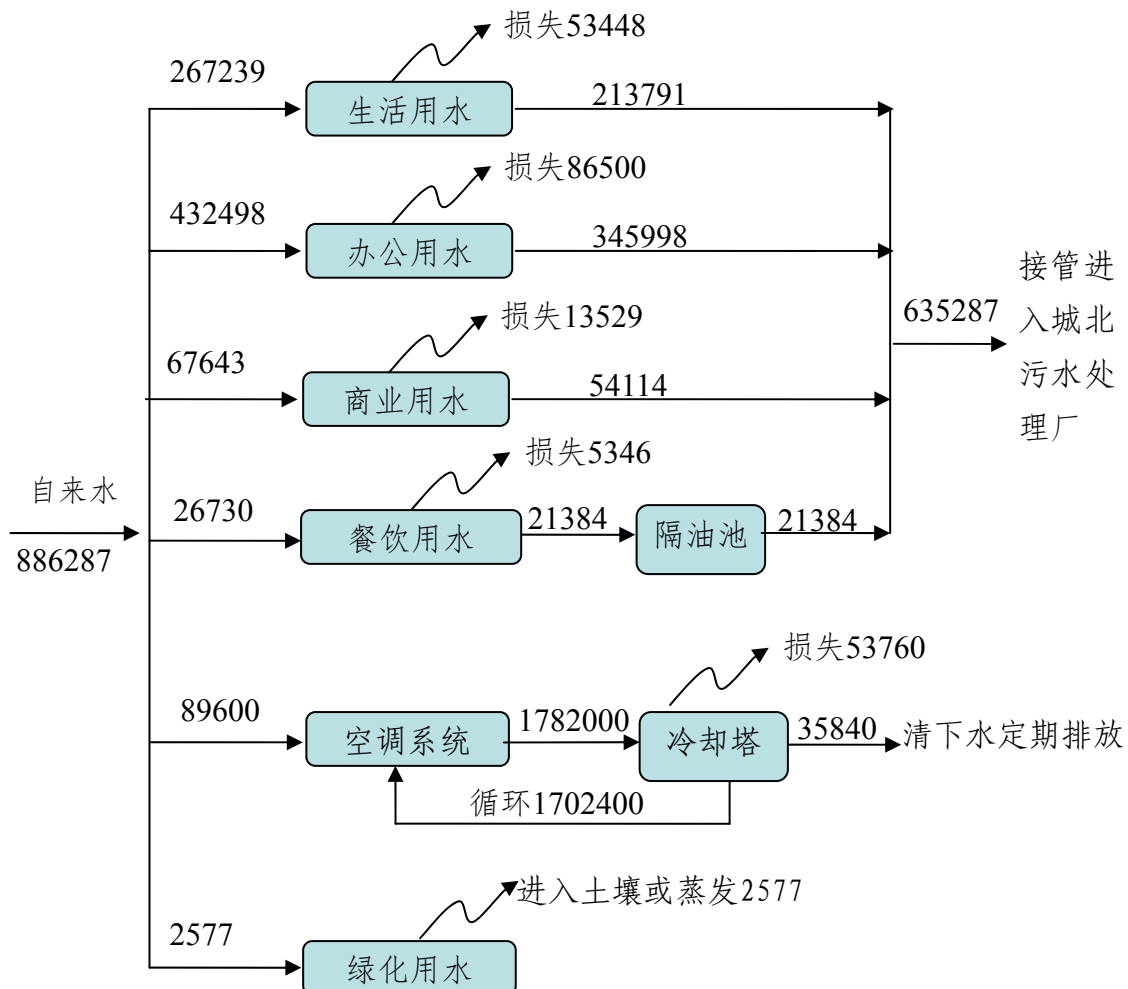 损失53448
267239
生活用水
213791
损失86500
432498
办公用水
345998
损失13529
67643
商业用水
54114
635287
接管进
入城北
污水处
理厂
损失5346
自来水
886287
26730
餐饮用水
21384
隔油池
21384
损失53760
89600
空调系统
1782000
冷却塔
35840
清下水定期排放
循环1702400
进入土壤或蒸发2577
2577
绿化用水